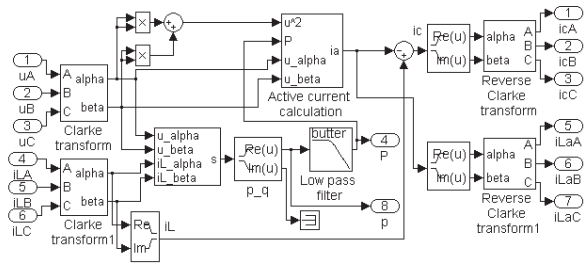 1
uA
2
uB
3
uC
A
B
C
alpha
beta
Clarke
transform
4
iLA
5
iLB
6
iLC
A
B
C
alpha
beta
Clarke
transform1
×
×
u_alpha
u_beta
iL_alpha
iL_beta
s
Re
Im
iL
Re(u)
Im(u)
p_q
butter
Low pass
filter
4
P
8
p
u^2
P
u_alpha
u_beta
ia
Active current
calculation
ic
Re(u)
Im(u)
alpha
beta
A
B
C
Reverse
Clarke
transform
1
icA
2
icB
3
icC
Re(u)
Im(u)
alpha
beta
A
B
C
Reverse
Clarke
transform1
5
iLaA
6
iLaB
7
iLaC